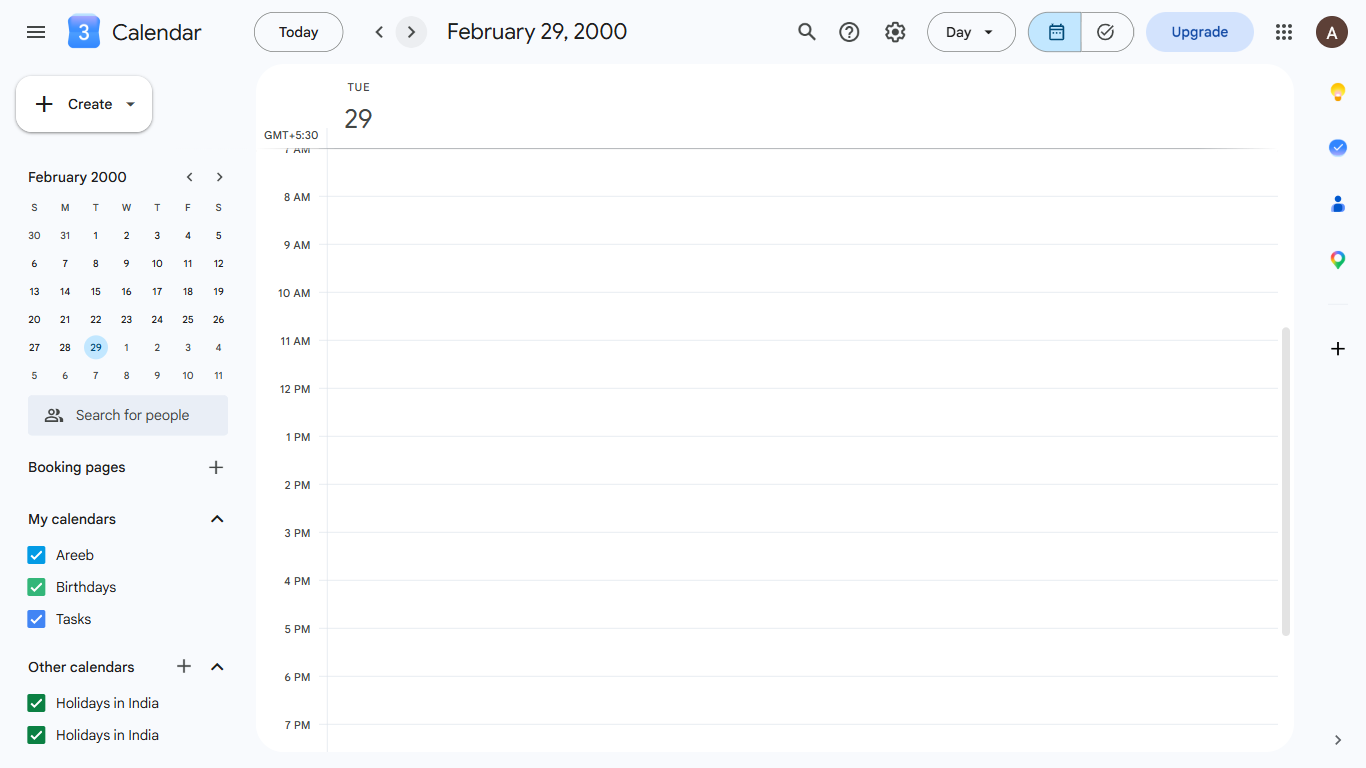 3 Calendar Today February 29, 2000 Day Upgrade A
Create
February 2000
S M T W T F S
30 31 1 2 3 4 5
6 7 8 9 10 11 12
13 14 15 16 17 18 19
20 21 22 23 24 25 26
27 28 29 1 2 3 4
5 6 7 8 9 10 11
Search for people
Booking pages
My calendars
Areeb
Birthdays
Tasks
Other calendars
Holidays in India
Holidays in India
TUE
29
GMT+5:30
7 AM
8 AM
9 AM
10 AM
11 AM
12 PM
1 PM
2 PM
3 PM
4 PM
5 PM
6 PM
7 PM